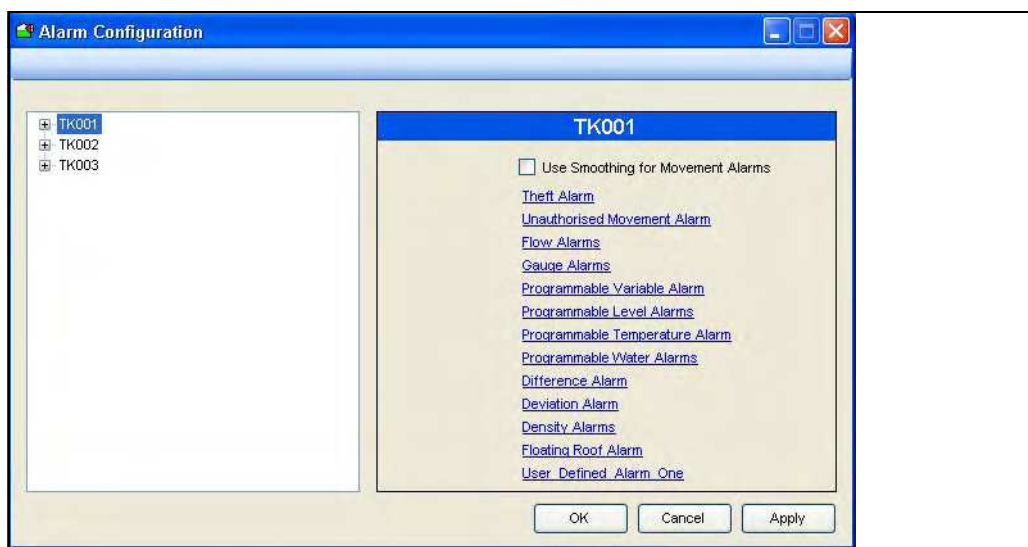 Alarm Configuration
TK001
TK002
TK003
TK001
Use Smoothing for Movement Alarms
Theft Alarm
Unauthorised Movement Alarm
Flow Alarms
Gauge Alarms
Programmable Variable Alarm
Programmable Level Alarms
Programmable Temperature Alarm
Programmable Water Alarms
Difference Alarm
Deviation Alarm
Density Alarms
Floating Roof Alarm
User Defined Alarm One
OK Cancel Apply